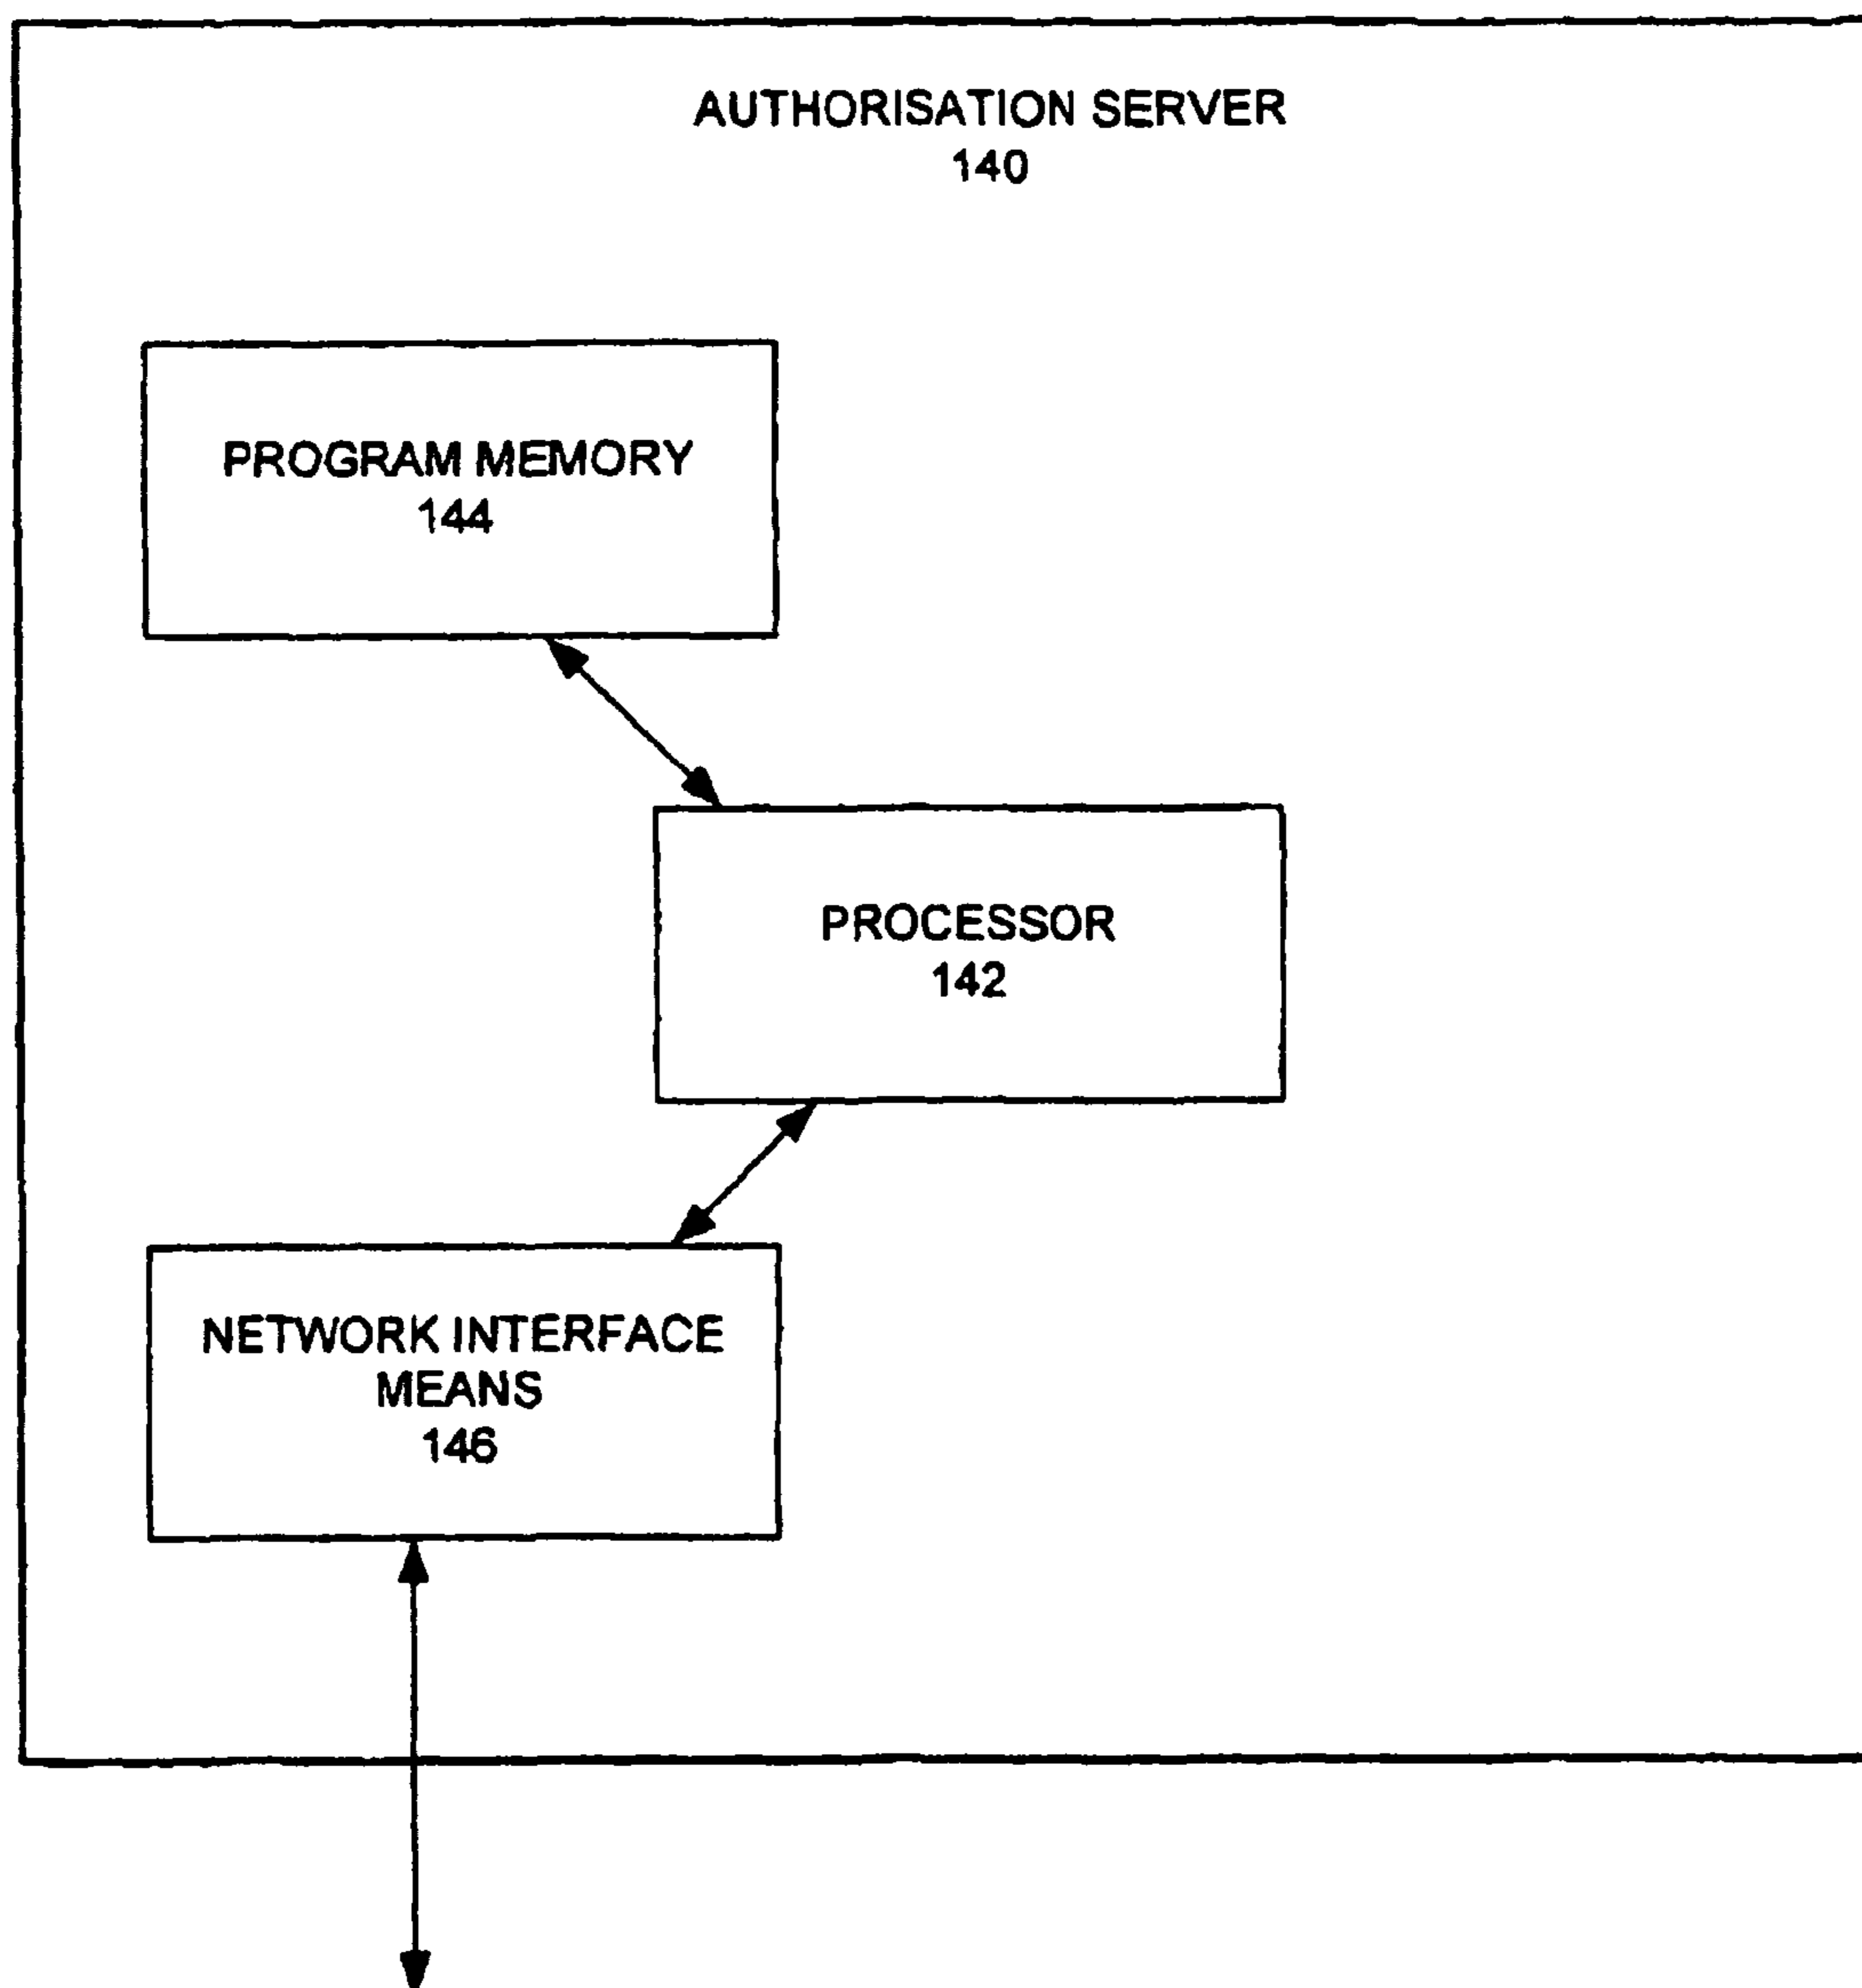 AUTHORISATION SERVER
140
PROGRAM MEMORY
144
PROCESSOR
142
NETWORK INTERFACE
MEANS
146